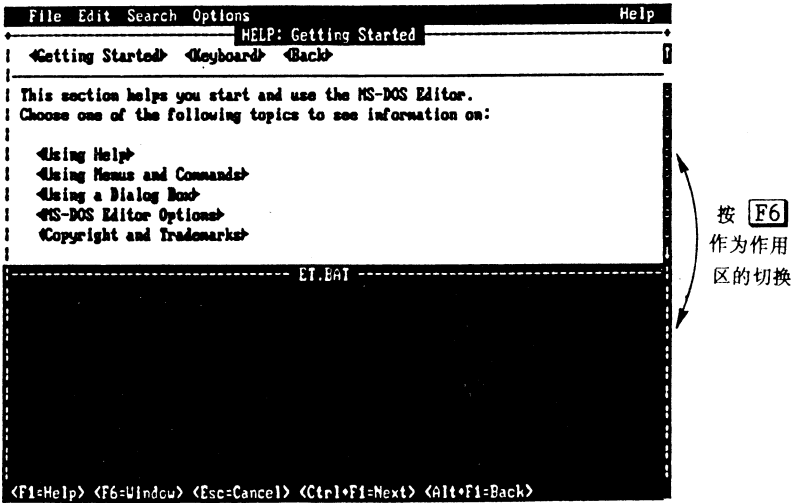 File Edit Search Options Help
HELP: Getting Started
◄Getting Started► ◄Keyboard► ◄Back►
This section helps you start and use the MS-DOS Editor.
Choose one of the following topics to see information on:
◄Using Help►
◄Using Menus and Commands►
◄Using a Dialog Box►
◄MS-DOS Editor Options►
◄Copyright and Trademarks►
ET.BAT
<F1=Help> <F6=Window> <Esc=Cancel> <Ctrl+F1=Next> <Alt+F1=Back>
按 F6
作为作用
区的切换